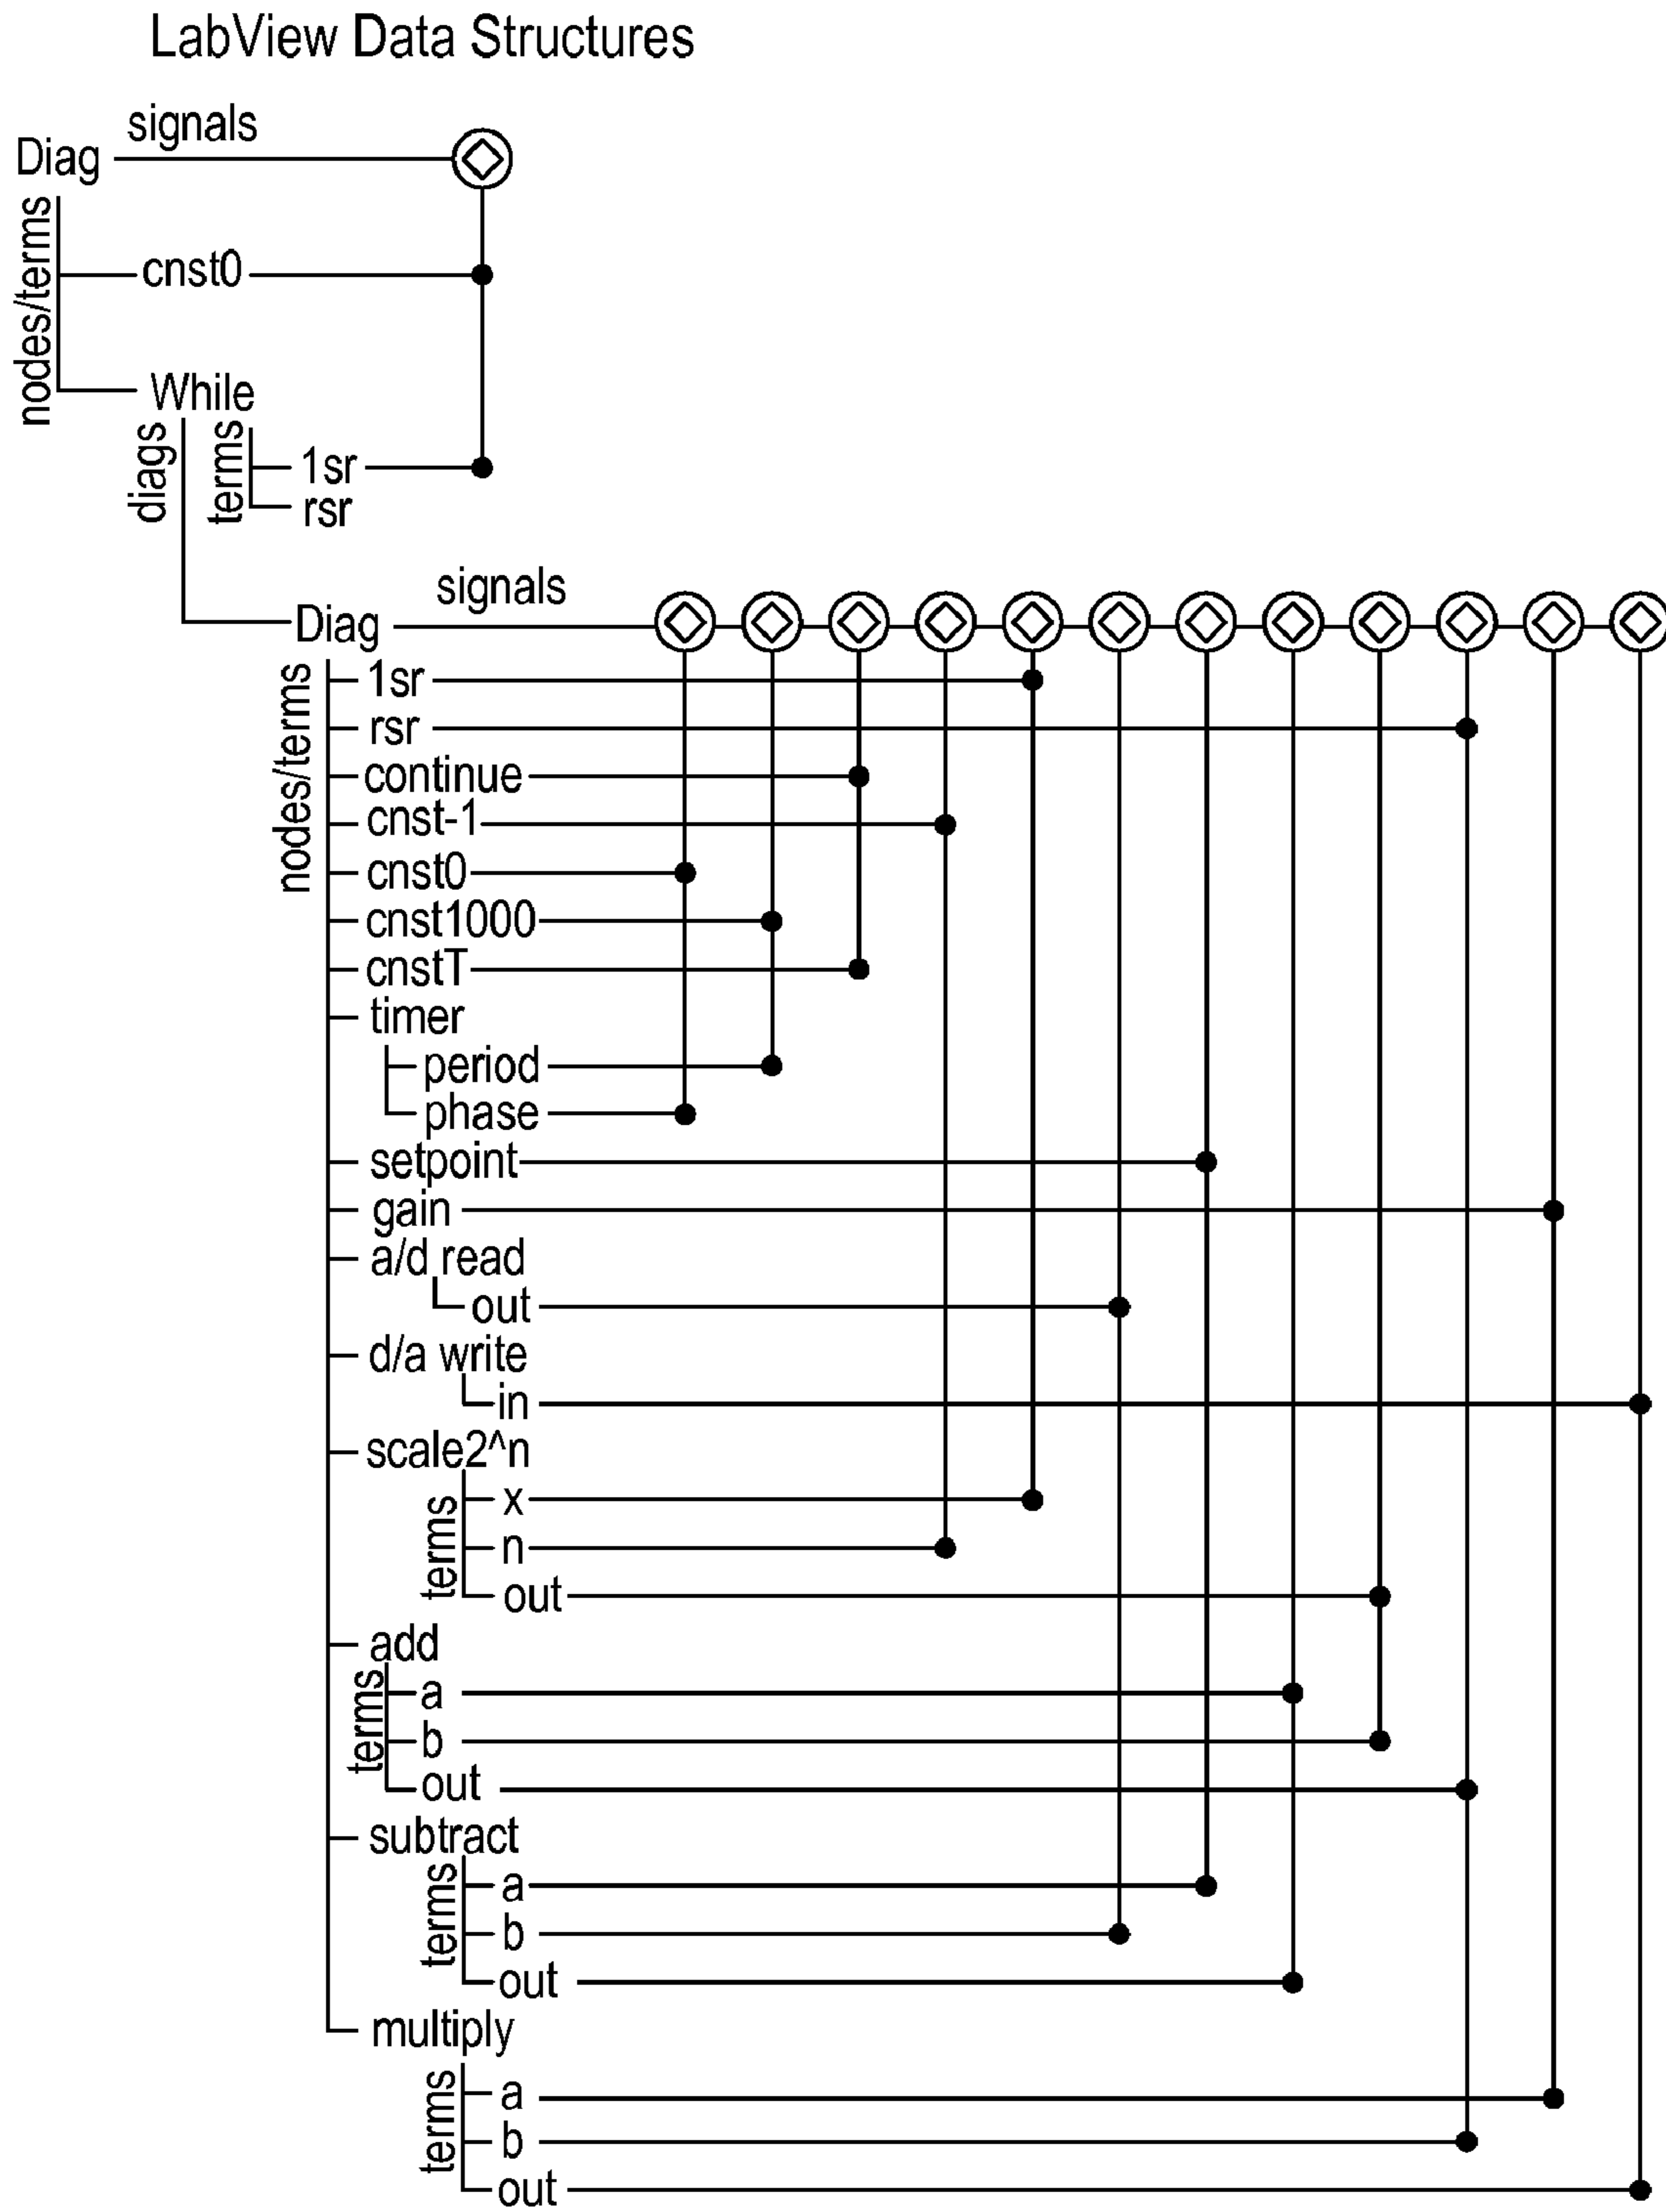 LabView Data Structures
signals
Diag
nodes/terms
cnst0
While
diags
terms
1sr
rsr
signals
Diag
nodes/terms
1sr
rsr
continue
cnst-1
cnst0
cnst1000
cnstT
timer
period
phase
setpoint
gain
a/d read
out
d/a write
in
scale2^n
terms
x
n
out
add
terms
a
b
out
subtract
terms
a
b
out
multiply
terms
a
b
out